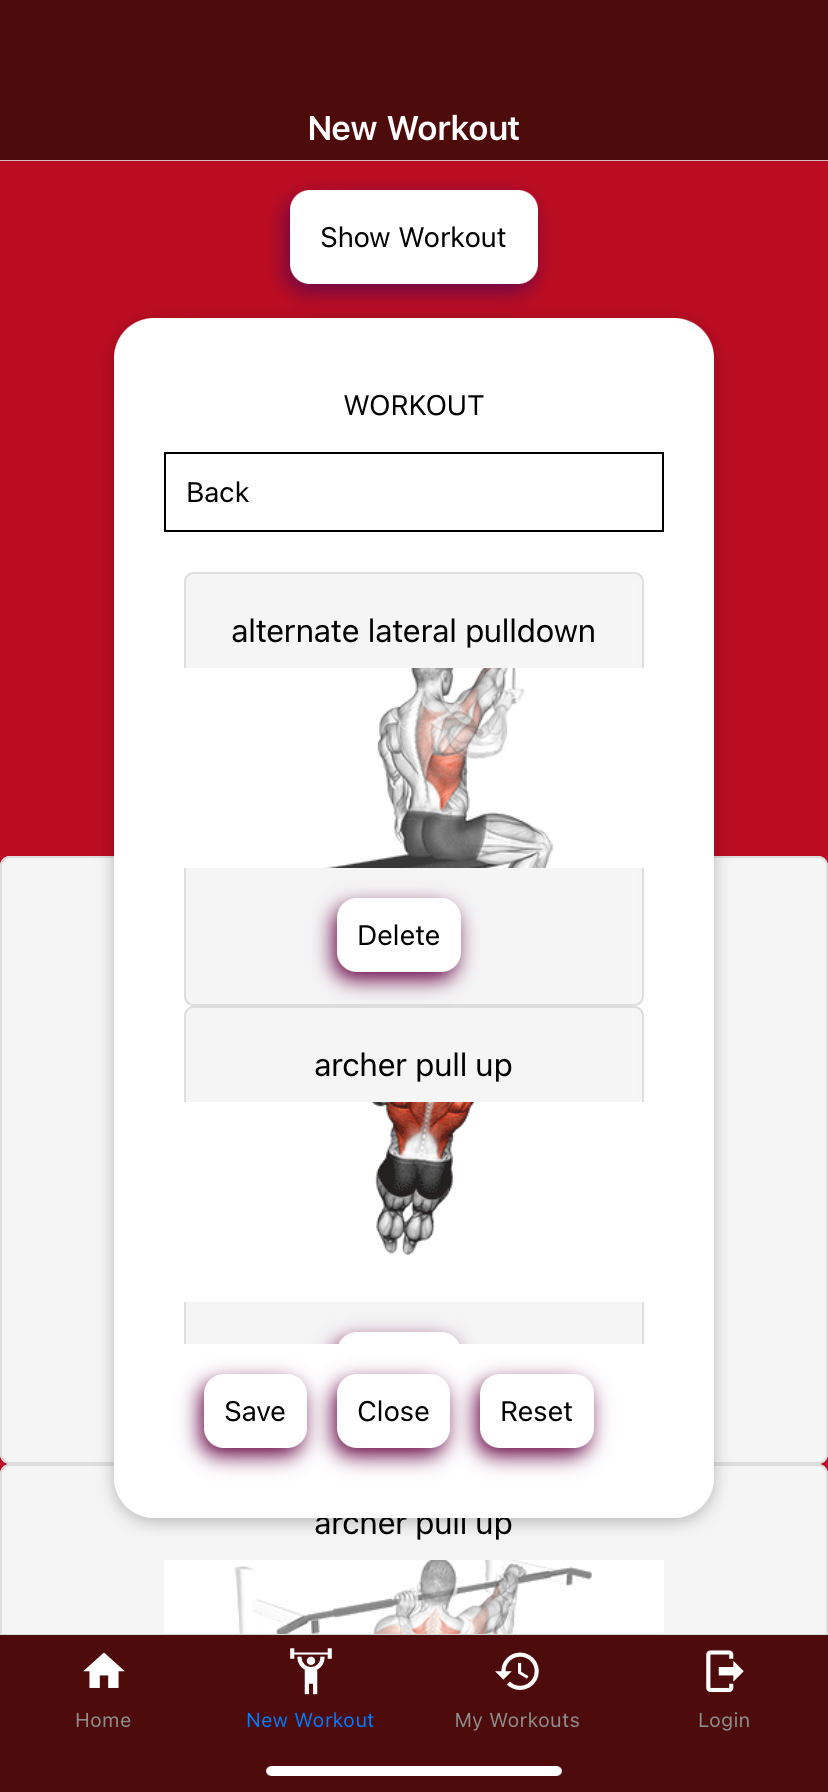 New Workout
Show Workout
WORKOUT
Back
alternate lateral pulldown
Delete
archer pull up
Save
Close
Reset
archer pull up
Home
New Workout
My Workouts
Login